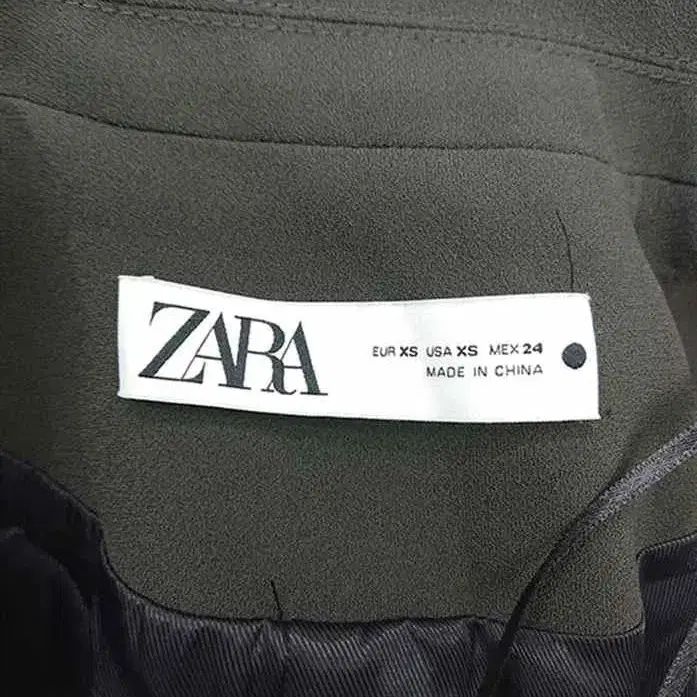 ZARA
EUR XS USA XS MEX 24
MADE IN CHINA